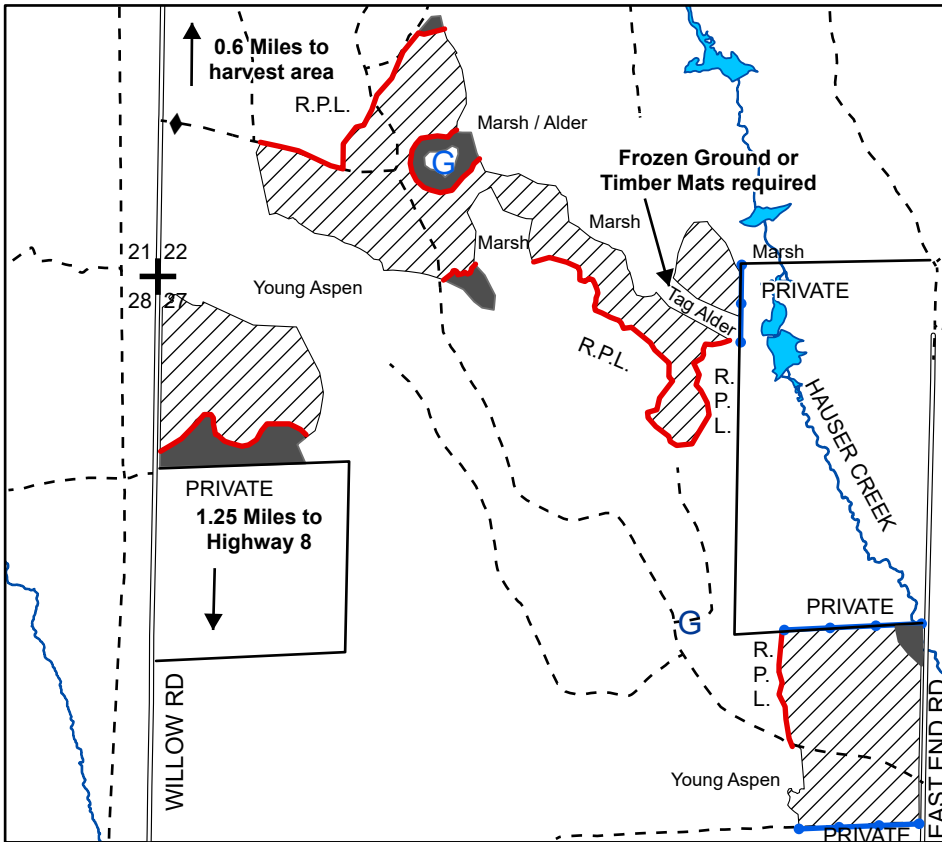 0.6 Miles to
harvest area
R.P.L.
Marsh / Alder
G
Frozen Ground or
Timber Mats required
Marsh
Marsh
Marsh
21 22
28 27
Young Aspen
PRIVATE
Tag Alder
R.P.L.
R.
P.
L.
HAUSER CREEK
PRIVATE
1.25 Miles to
Highway 8
PRIVATE
G
R.
P.
L.
WILLOW RD
Young Aspen
EAST END RD
PRIVATE